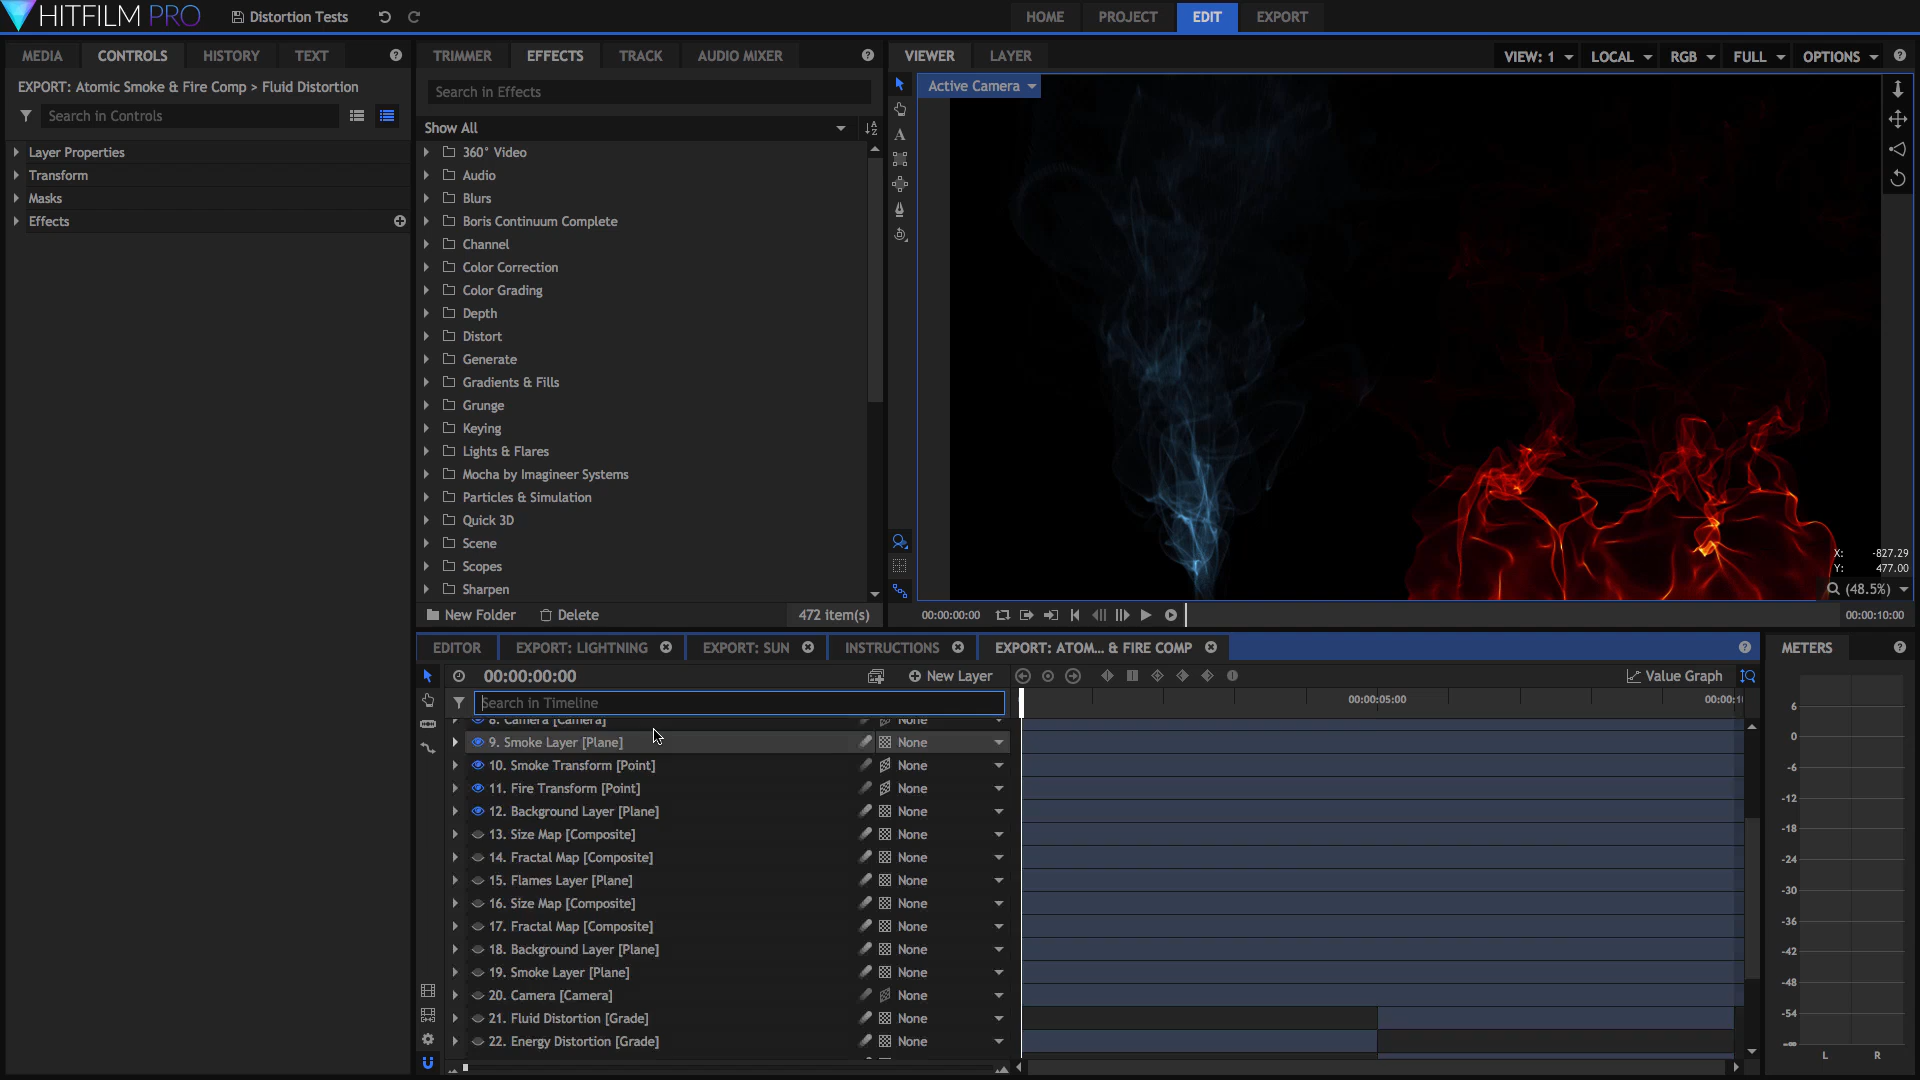 HITFILM PRO
Distortion Tests
HOME
PROJECT
EDIT
EXPORT
MEDIA
CONTROLS
HISTORY
TEXT
EXPORT: Atomic Smoke & Fire Comp > Fluid Distortion
Search in Controls
Layer Properties
Transform
Masks
Effects
TRIMMER
EFFECTS
TRACK
AUDIO MIXER
Search in Effects
Show All
360° Video
Audio
Blurs
Boris Continuum Complete
Channel
Color Correction
Color Grading
Depth
Distort
Generate
Gradients & Fills
Grunge
Keying
Lights & Flares
Mocha by Imagineer Systems
Particles & Simulation
Quick 3D
Scene
Scopes
Sharpen
New Folder
Delete
472 item(s)
VIEWER
LAYER
VIEW: 1
LOCAL
RGB
FULL
OPTIONS
Active Camera
X: -827.29
Y: 477.00
(48.5%)
00:00:00:00
00:00:10:00
EDITOR
EXPORT: LIGHTNING
EXPORT: SUN
INSTRUCTIONS
EXPORT: ATOM... & FIRE COMP
00:00:00:00
New Layer
Value Graph
Search in Timeline
00:00:05:00
00:00:1
8. Camera [Camera] None
9. Smoke Layer [Plane] None
10. Smoke Transform [Point] None
11. Fire Transform [Point] None
12. Background Layer [Plane] None
13. Size Map [Composite] None
14. Fractal Map [Composite] None
15. Flames Layer [Plane] None
16. Size Map [Composite] None
17. Fractal Map [Composite] None
18. Background Layer [Plane] None
19. Smoke Layer [Plane] None
20. Camera [Camera] None
21. Fluid Distortion [Grade] None
22. Energy Distortion [Grade] None
METERS
6
0
-6
-12
-18
-24
-30
-36
-42
-48
-54
-∞
L
R